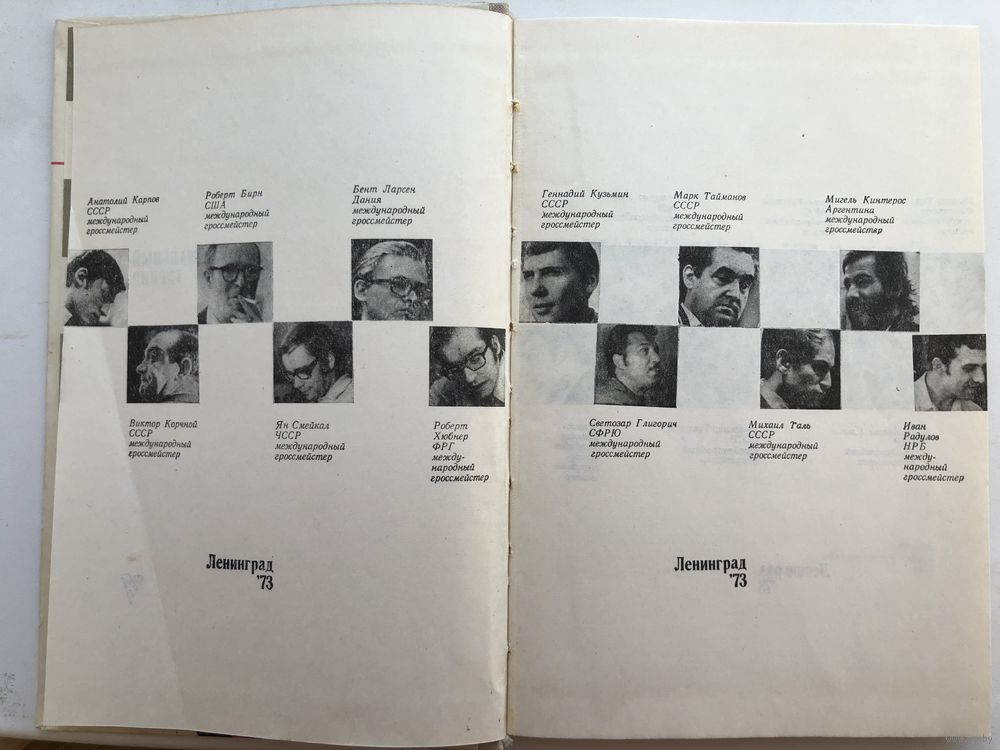 Анатолий Карпов
СССР
международный
гроссмейстер
Роберт Бирн
США
международный
гроссмейстер
Бент Ларсен
Дания
международный
гроссмейстер
Виктор Корчной
СССР
международный
гроссмейстер
Ян Смейкал
ЧССР
международный
гроссмейстер
Роберт
Хюбнер
ФРГ
между-
народный
гроссмейстер
Ленинград
'73
Геннадий Кузьмин
СССР
международный
гроссмейстер
Марк Тайманов
СССР
международный
гроссмейстер
Мигель Кинтерос
Аргентина
международный
гроссмейстер
Светозар Глигорич
СФРЮ
международный
гроссмейстер
Михаил Таль
СССР
международный
гроссмейстер
Иван
Радулов
НРБ
между-
народный
гроссмейстер
Ленинград
'73